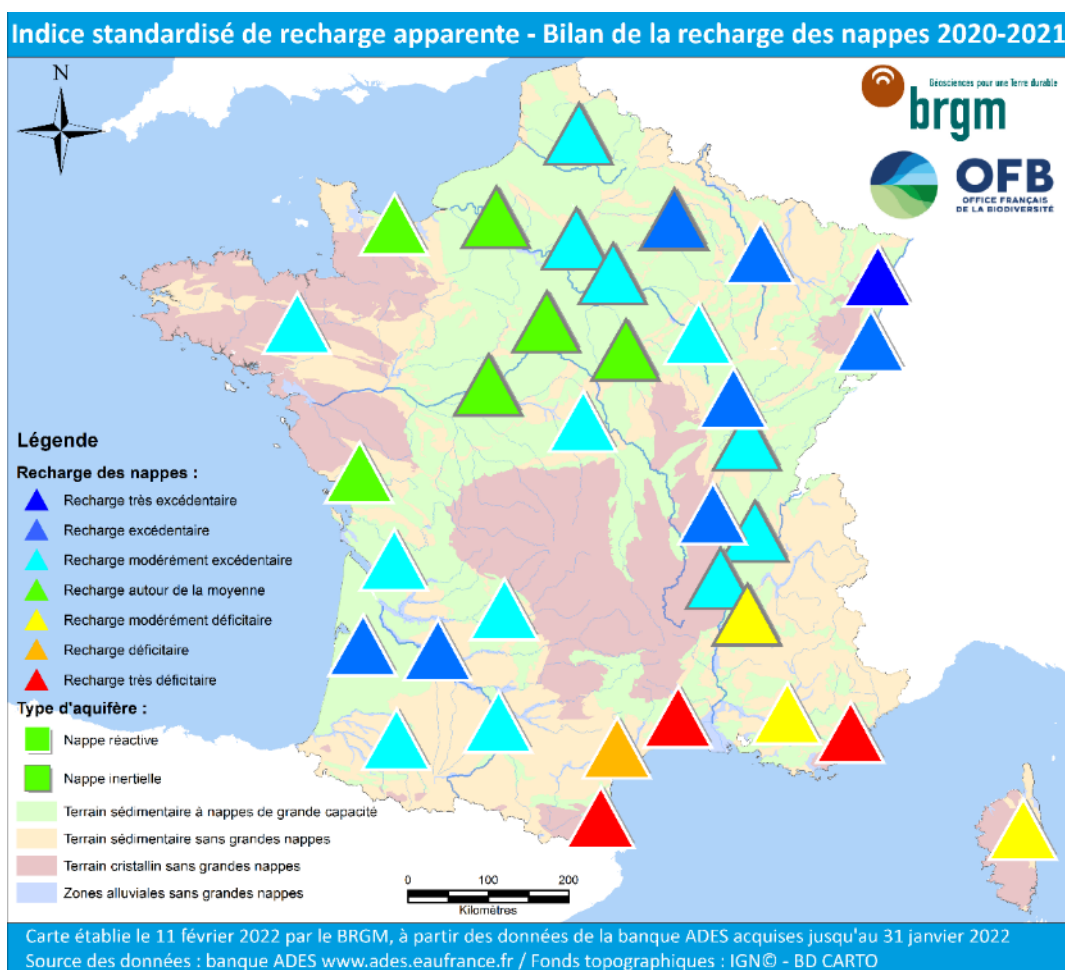 Indice standardisé de recharge apparente - Bilan de la recharge des nappes 2020-2021
N
Géosciences pour une Terre durable
brgm
OFB
OFFICE FRANÇAIS
DE LA BIODIVERSITÉ
Légende
Recharge des nappes :
Recharge très excédentaire
Recharge excédentaire
Recharge modérément excédentaire
Recharge autour de la moyenne
Recharge modérément déficitaire
Recharge déficitaire
Recharge très déficitaire
Type d'aquifère :
Nappe réactive
Nappe inertielle
Terrain sédimentaire à nappes de grande capacité
Terrain sédimentaire sans grandes nappes
Terrain cristallin sans grandes nappes
Zones alluviales sans grandes nappes
0 100 200
Kilomètres
Carte établie le 11 février 2022 par le BRGM, à partir des données de la banque ADES acquises jusqu'au 31 janvier 2022
Source des données : banque ADES www.ades.eaufrance.fr / Fonds topographiques : IGN© - BD CARTO